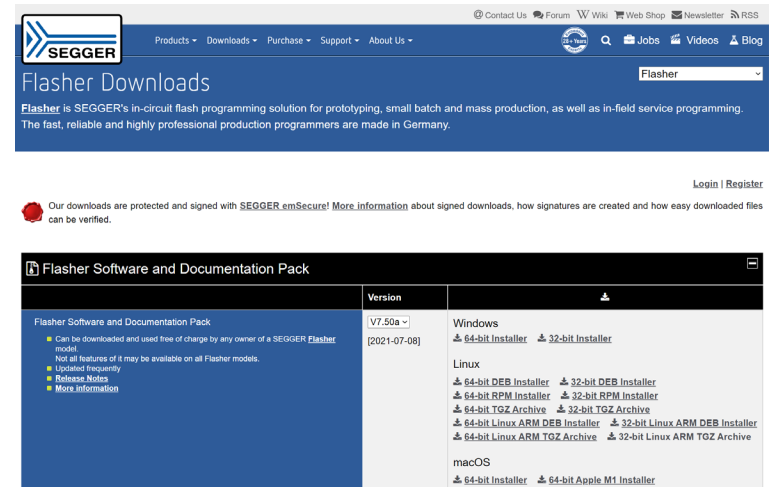 @ Contact Us Forum W Wiki Web Shop Newsletter RSS
SEGGER
Products Downloads Purchase Support About Us
Jobs Videos Blog
Flasher Downloads
Flasher
Flasher is SEGGER's in-circuit flash programming solution for prototyping, small batch and mass production, as well as in-field service programming.
The fast, reliable and highly professional production programmers are made in Germany.
Login | Register
Our downloads are protected and signed with SEGGER emSecure! More information about signed downloads, how signatures are created and how easy downloaded files
can be verified.
Flasher Software and Documentation Pack
Version
Flasher Software and Documentation Pack
Can be downloaded and used free of charge by any owner of a SEGGER Flasher
model.
Not all features of it may be available on all Flasher models.
Updated frequently
Release Notes
More information
V7.50a
[2021-07-08]
Windows
64-bit Installer 32-bit Installer
Linux
64-bit DEB Installer 32-bit DEB Installer
64-bit RPM Installer 32-bit RPM Installer
64-bit TGZ Archive 32-bit TGZ Archive
64-bit Linux ARM DEB Installer 32-bit Linux ARM DEB Installer
64-bit Linux ARM TGZ Archive 32-bit Linux ARM TGZ Archive
macOS
64-bit Installer 64-bit Apple M1 Installer